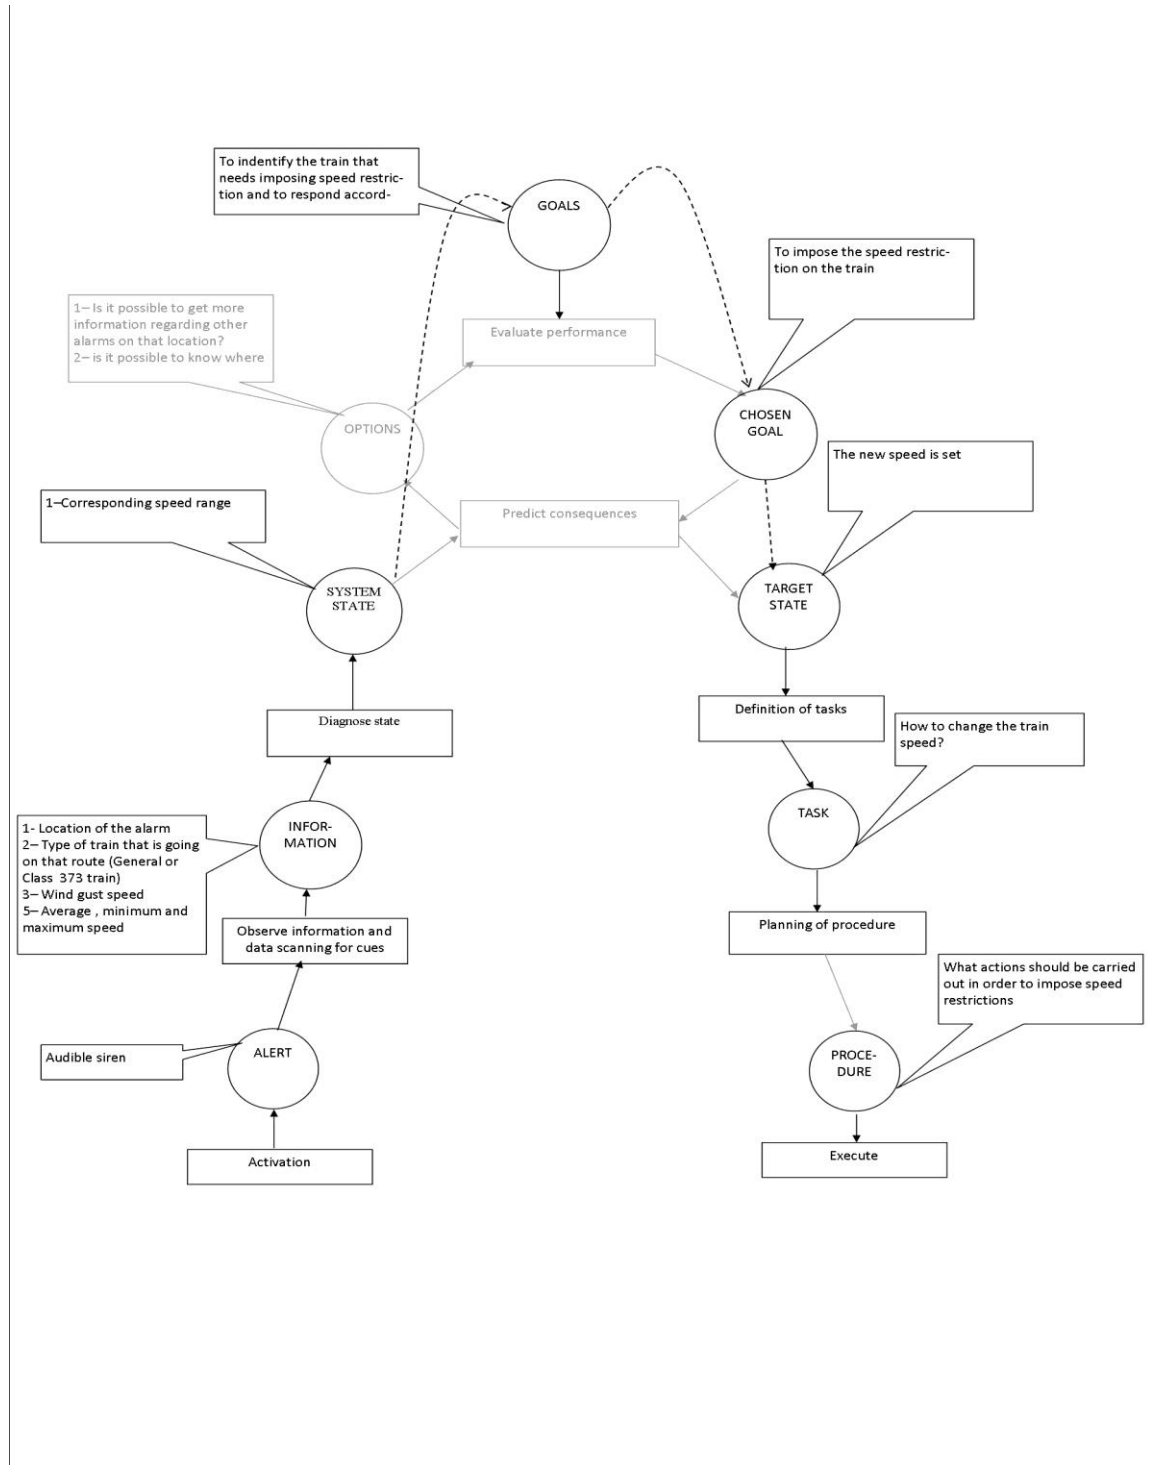 To indentify the train that
needs imposing speed restric-
tion and to respond accord-
GOALS
To impose the speed restric-
tion on the train
1– Is it possible to get more
information regarding other
alarms on that location?
2– is it possible to know where
Evaluate performance
OPTIONS
CHOSEN
GOAL
The new speed is set
1–Corresponding speed range
Predict consequences
SYSTEM
STATE
TARGET
STATE
Diagnose state
Definition of tasks
How to change the train
speed?
1- Location of the alarm
2– Type of train that is going
on that route (General or
Class 373 train)
3– Wind gust speed
5– Average , minimum and
maximum speed
INFOR-
MATION
TASK
Observe information and
data scanning for cues
Planning of procedure
What actions should be carried
out in order to impose speed
restrictions
Audible siren
ALERT
PROCE-
DURE
Activation
Execute